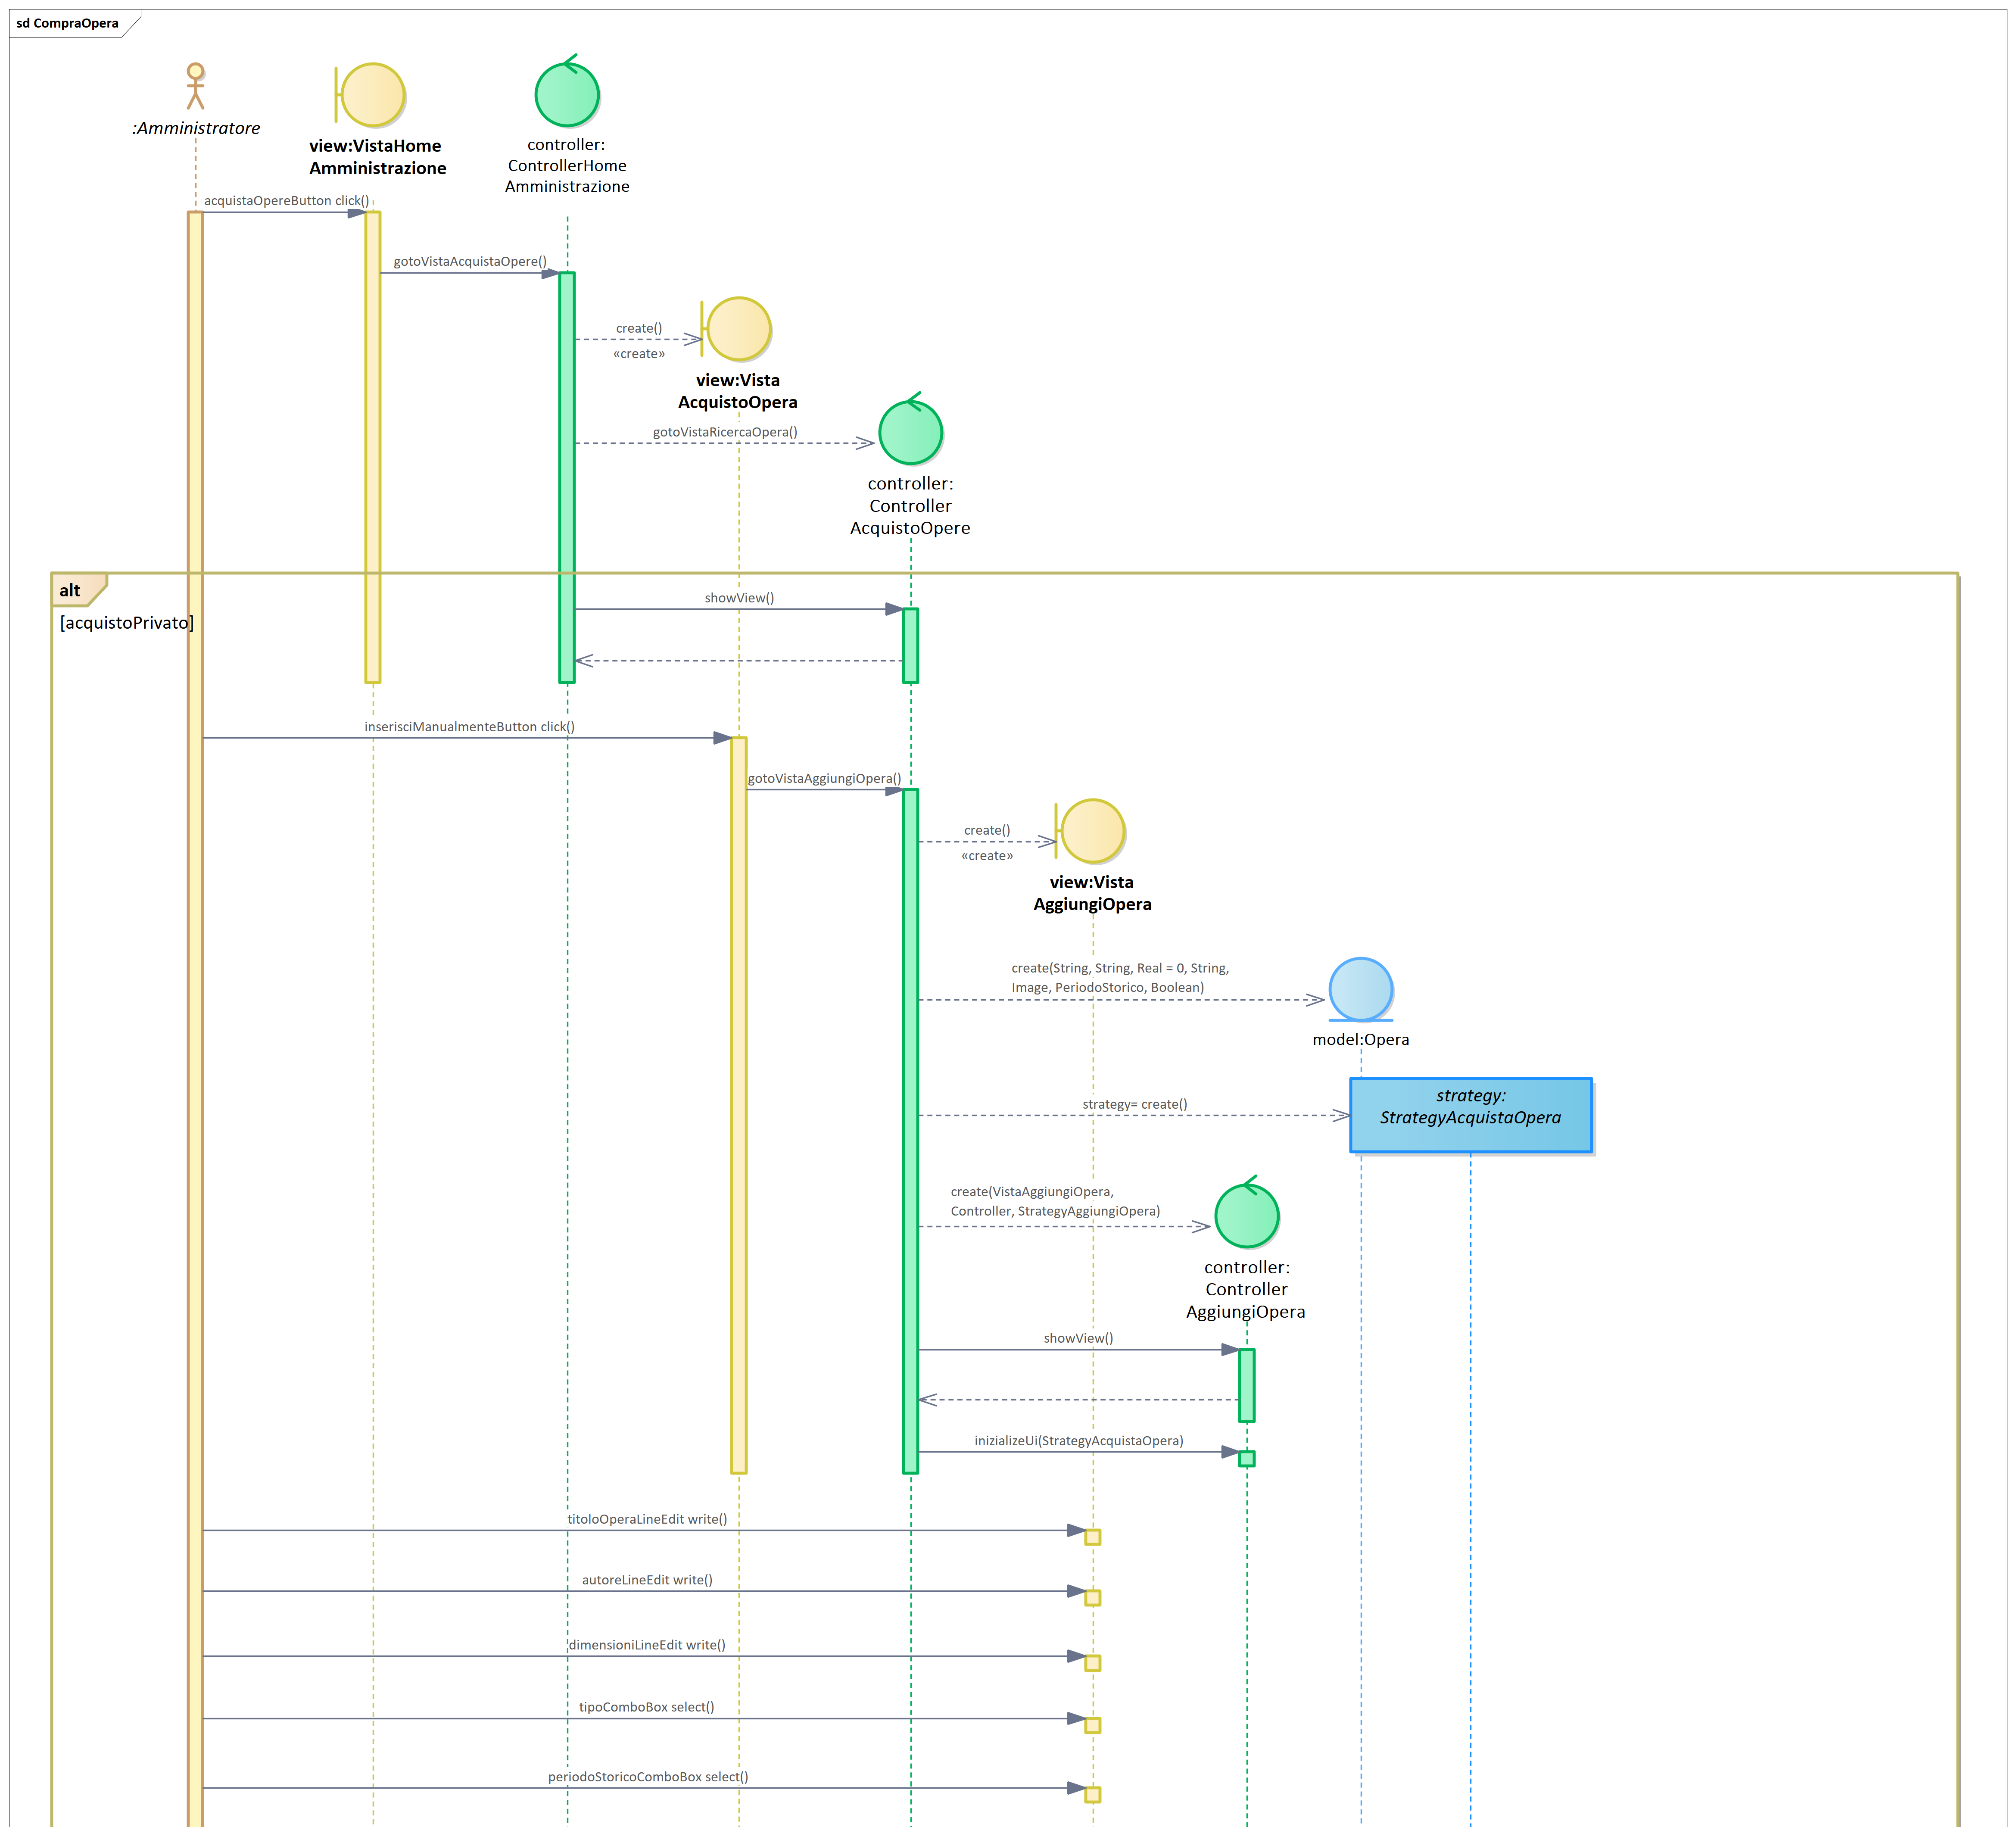 sd CompraOpera
:Amministratore
view:VistaHome
Amministrazione
controller:
ControllerHome
Amministrazione
acquistaOpereButton click()
gotoVistaAcquistaOpere()
create()
«create»
view:Vista
AcquistoOpera
gotoVistaRicercaOpera()
controller:
Controller
AcquistoOpere
alt
[acquistoPrivato]
showView()
inserisciManualmenteButton click()
gotoVistaAggiungiOpera()
create()
«create»
view:Vista
AggiungiOpera
create(String, String, Real = 0, String,
Image, PeriodoStorico, Boolean)
model:Opera
strategy= create()
strategy:
StrategyAcquistaOpera
create(VistaAggiungiOpera,
Controller, StrategyAggiungiOpera)
controller:
Controller
AggiungiOpera
showView()
inizializeUi(StrategyAcquistaOpera)
titoloOperaLineEdit write()
autoreLineEdit write()
dimensioniLineEdit write()
tipoComboBox select()
periodoStoricoComboBox select()